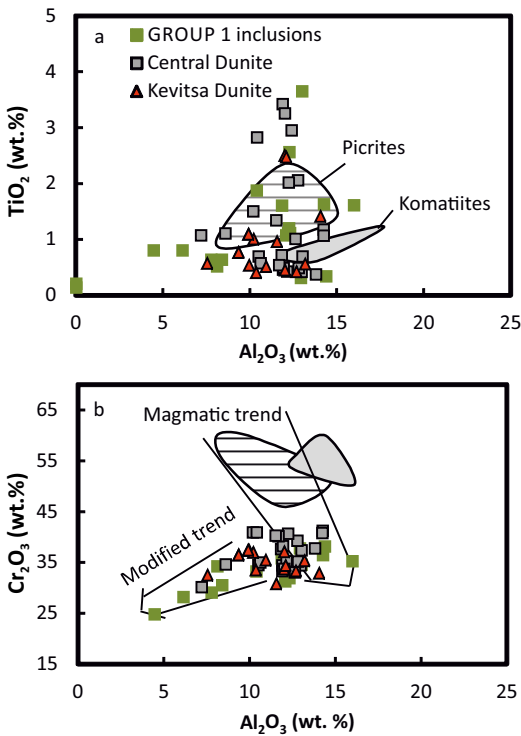 a
GROUP 1 inclusions
Central Dunite
Kevitsa Dunite
Picrites
Komatiites
TiO₂ (wt.%)
5
4
3
2
1
0
0 5 10 15 20 25
Al₂O₃ (wt.%)
b
Magmatic trend
Modified trend
Cr₂O₃ (wt.%)
65
55
45
35
25
15
0 5 10 15 20 25
Al₂O₃ (wt. %)